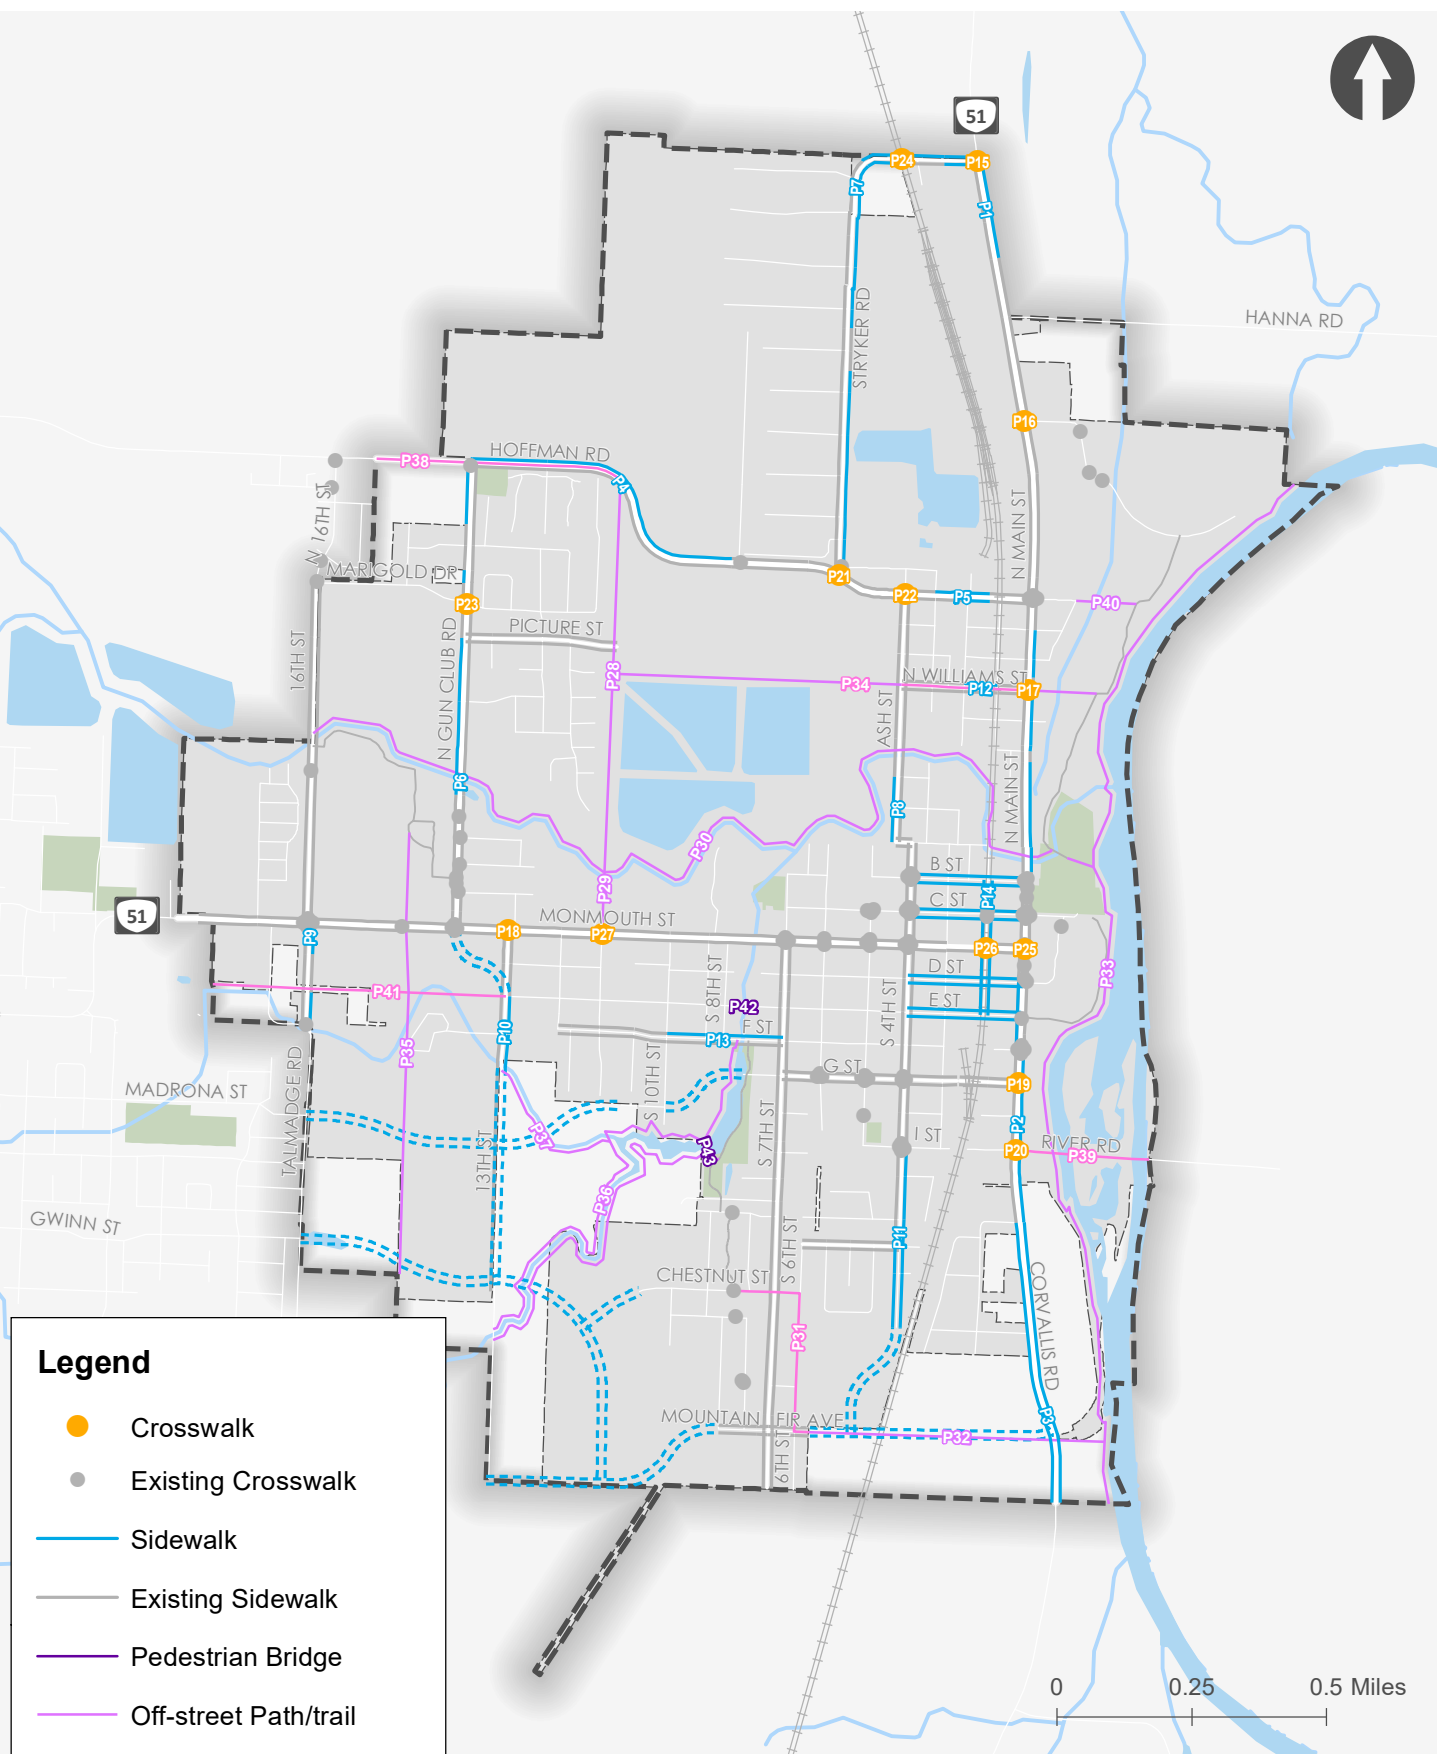 51
P24
P15
P7
P1
HANNA RD
STRYKER RD
P16
HOFFMAN RD
P38
P4
N 16TH ST
N MAIN ST
MARIGOLD DR
P21
P22
P5
P23
P40
PICTURE ST
16TH ST
N GUN CLUB RD
P28
N WILLIAMS ST
P34
P12
P17
ASH ST
P6
N MAIN ST
P8
P30
B ST
P29
C ST
P14
51
MONMOUTH ST
P9
P18
P27
P26
P25
D ST
S 8TH ST
P33
P41
E ST
P42
S 4TH ST
P10
F ST
P13
P35
G ST
S 10TH ST
P19
MADRONA ST
TALMADGE RD
P2
S 7TH ST
I ST
RIVER RD
P37
P43
P20
P39
13TH ST
P36
GWINN ST
P11
S 6TH ST
CHESTNUT ST
CORVALLIS RD
P31
Legend
Crosswalk
Existing Crosswalk
Sidewalk
Existing Sidewalk
Pedestrian Bridge
Off-street Path/trail
MOUNTAIN FIR AVE
P3
P32
6TH ST
0 0.25 0.5 Miles